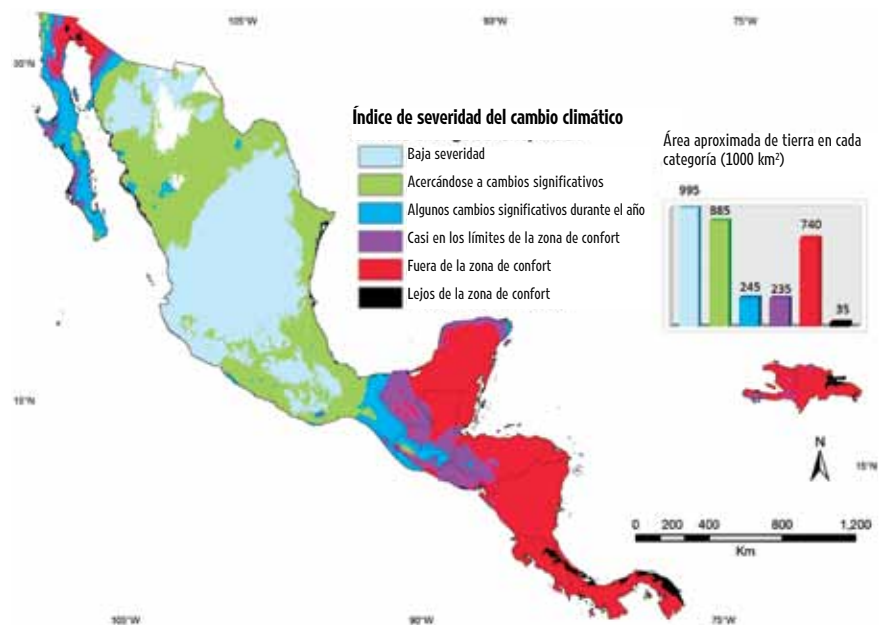 105°W
90°W
75°W
30°N
Índice de severidad del cambio climático
Baja severidad
Acercándose a cambios significativos
Algunos cambios significativos durante el año
Casi en los límites de la zona de confort
Fuera de la zona de confort
Lejos de la zona de confort
Área aproximada de tierra en cada
categoría (1000 km²)
995
885
245
235
740
35
15°N
N
15°N
0 200 400 800 1,200
Km
105°W
90°W
75°W